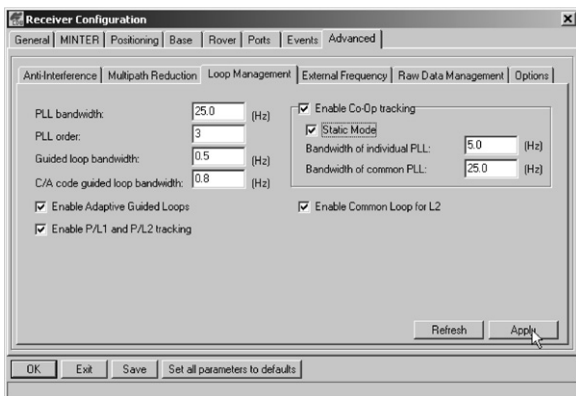 Receiver Configuration
General MINTER Positioning Base Rover Ports Events Advanced
Anti-Interference Multipath Reduction Loop Management External Frequency Raw Data Management Options
PLL bandwidth: 25.0 (Hz)
PLL order: 3
Guided loop bandwidth: 0.5 (Hz)
C/A code guided loop bandwidth: 0.8 (Hz)
Enable Adaptive Guided Loops
Enable P/L1 and P/L2 tracking
Enable Co-Op tracking
Static Mode
Bandwidth of individual PLL: 5.0 (Hz)
Bandwidth of common PLL: 25.0 (Hz)
Enable Common Loop for L2
Refresh Apply
OK Exit Save Set all parameters to defaults